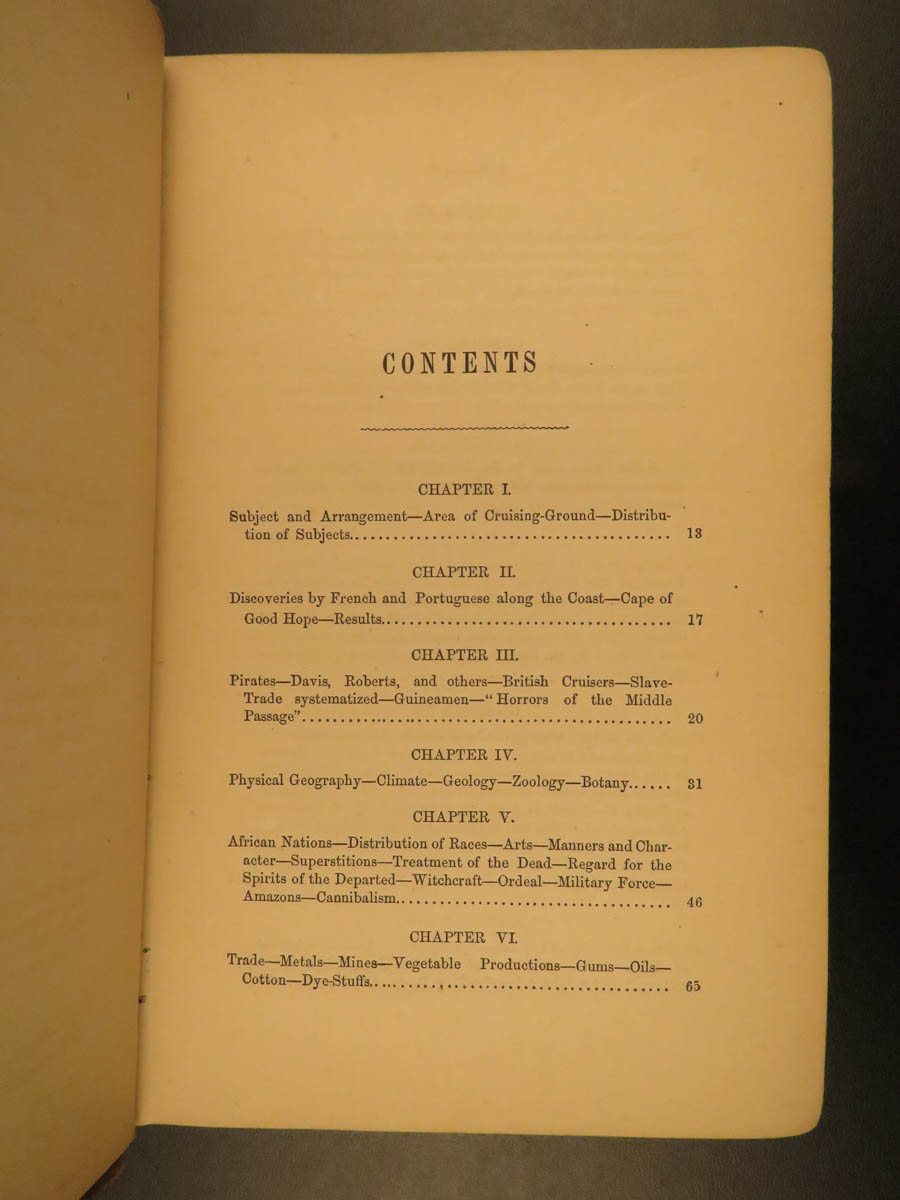 CONTENTS
CHAPTER I.
Subject and Arrangement—Area of Cruising-Ground—Distribu-
tion of Subjects........................................ 13
CHAPTER II.
Discoveries by French and Portuguese along the Coast—Cape of
Good Hope—Results.................................... 17
CHAPTER III.
Pirates—Davis, Roberts, and others—British Cruisers—Slave-
Trade systematized—Guineamen—"Horrors of the Middle
Passage"............................................... 20
CHAPTER IV.
Physical Geography—Climate—Geology—Zoology—Botany...... 31
CHAPTER V.
African Nations—Distribution of Races—Arts—Manners and Char-
acter—Superstitions—Treatment of the Dead—Regard for the
Spirits of the Departed—Witchcraft—Ordeal—Military Force—
Amazons—Cannibalism.................................. 46
CHAPTER VI.
Trade—Metals—Mines—Vegetable Productions—Gums—Oils—
Cotton—Dye-Stuffs...................................... 65